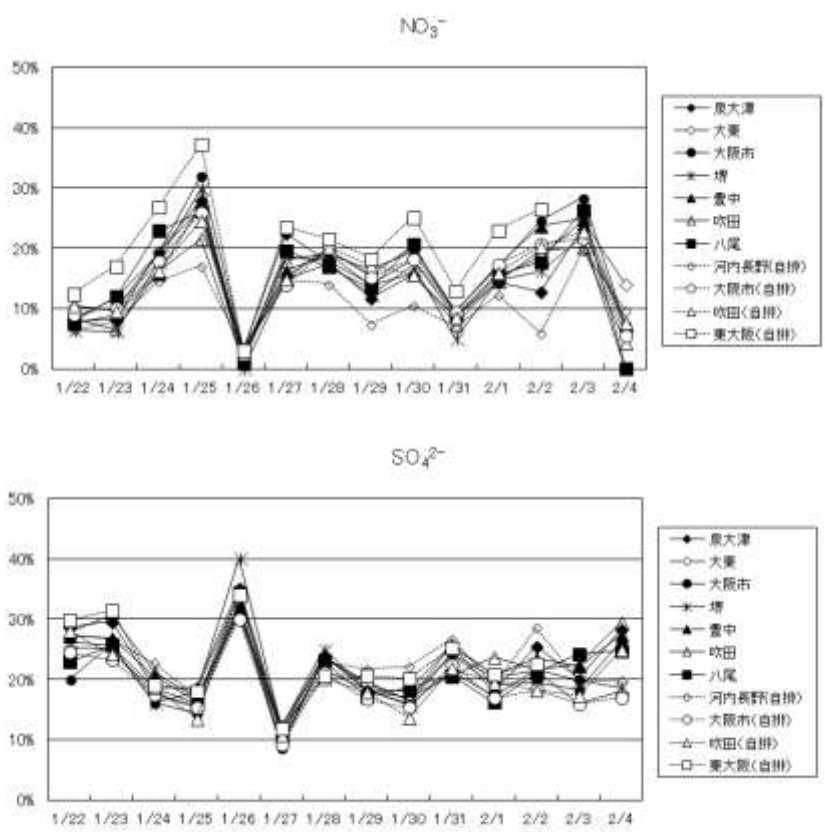 NO₃⁻
50%
40%
30%
20%
10%
0%
1/22 1/23 1/24 1/25 1/26 1/27 1/28 1/29 1/30 1/31 2/1 2/2 2/3 2/4
泉大津
大東
大阪市
堺
豊中
吹田
八尾
河内長野(自排)
大阪市(自排)
吹田(自排)
東大阪(自排)
SO₄²⁻
50%
40%
30%
20%
10%
0%
1/22 1/23 1/24 1/25 1/26 1/27 1/28 1/29 1/30 1/31 2/1 2/2 2/3 2/4
泉大津
大東
大阪市
堺
豊中
吹田
八尾
河内長野(自排)
大阪市(自排)
吹田(自排)
東大阪(自排)